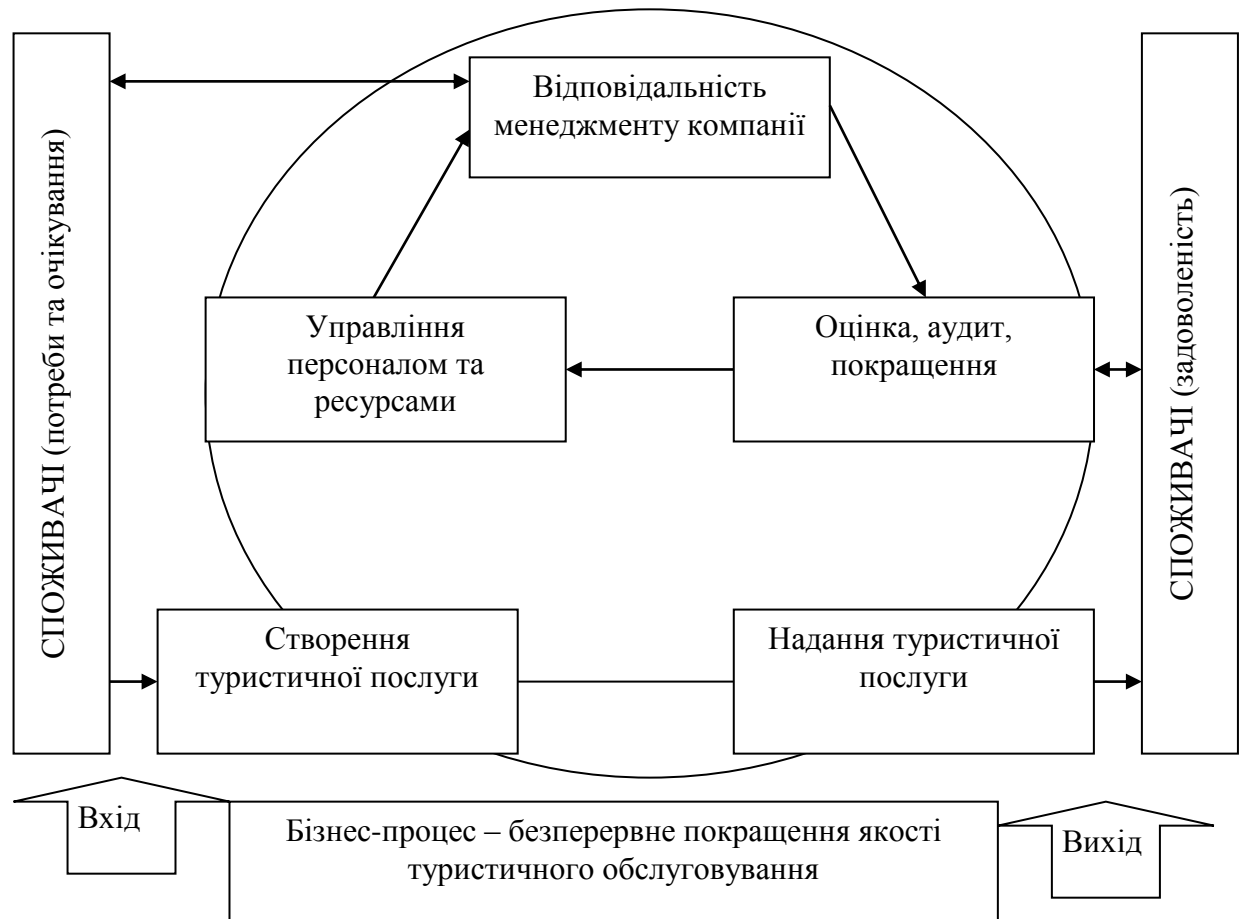 СПОЖИВАЧІ (потреби та очікування)
Відповідальність
менеджменту компанії
Управління
персоналом та
ресурсами
Оцінка, аудит,
покращення
СПОЖИВАЧІ (задоволеність)
Створення
туристичної послуги
Надання туристичної
послуги
Вхід
Бізнес-процес – безперервне покращення якості
туристичного обслуговування
Вихід